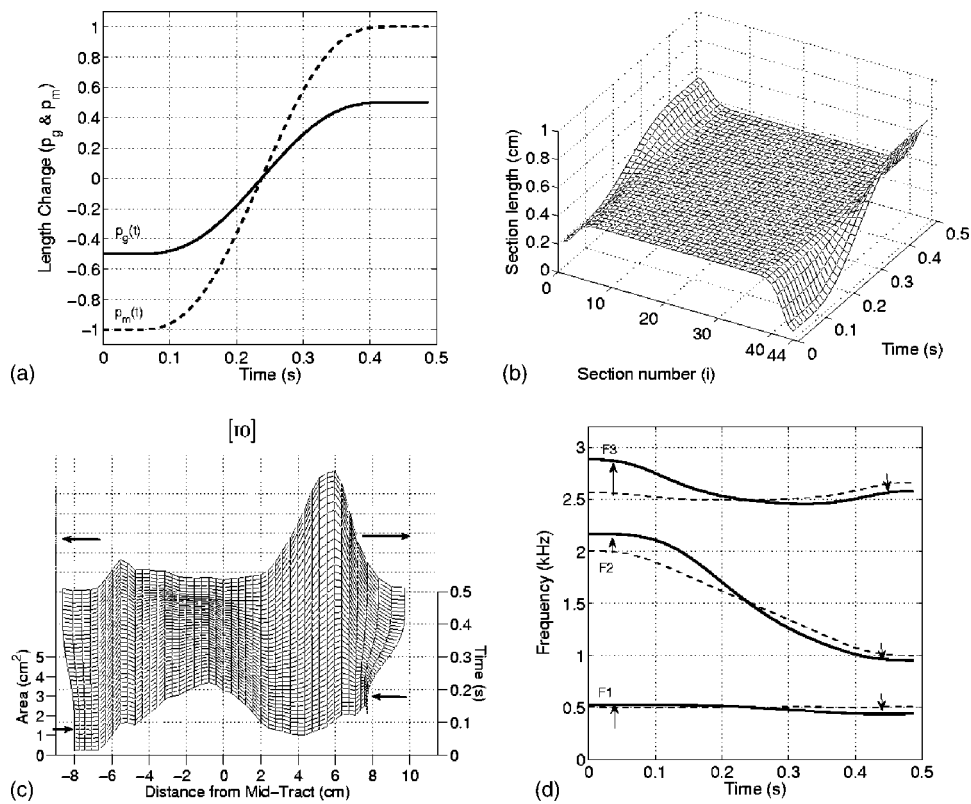 1
0.8
0.6
0.4
0.2
0
−0.2
−0.4
−0.6
−0.8
−1
Length Change (p_g & p_m)
p_g(t)
p_m(t)
0 0.1 0.2 0.3 0.4 0.5
Time (s)
(a)
1
0.8
0.6
0.4
0.2
0
Section length (cm)
0 10 20 30 40 44
Section number (i)
0 0.1 0.2 0.3 0.4 0.5
Time (s)
(b)
[ɪʊ]
5
4
3
2
1
0
Area (cm²)
0.5
0.4
0.3
0.2
0.1
0
Time (s)
−8 −6 −4 −2 0 2 4 6 8 10
Distance from Mid−Tract (cm)
(c)
3
2.5
2
1.5
1
0.5
0
Frequency (kHz)
F3
F2
F1
0 0.1 0.2 0.3 0.4 0.5
Time (s)
(d)